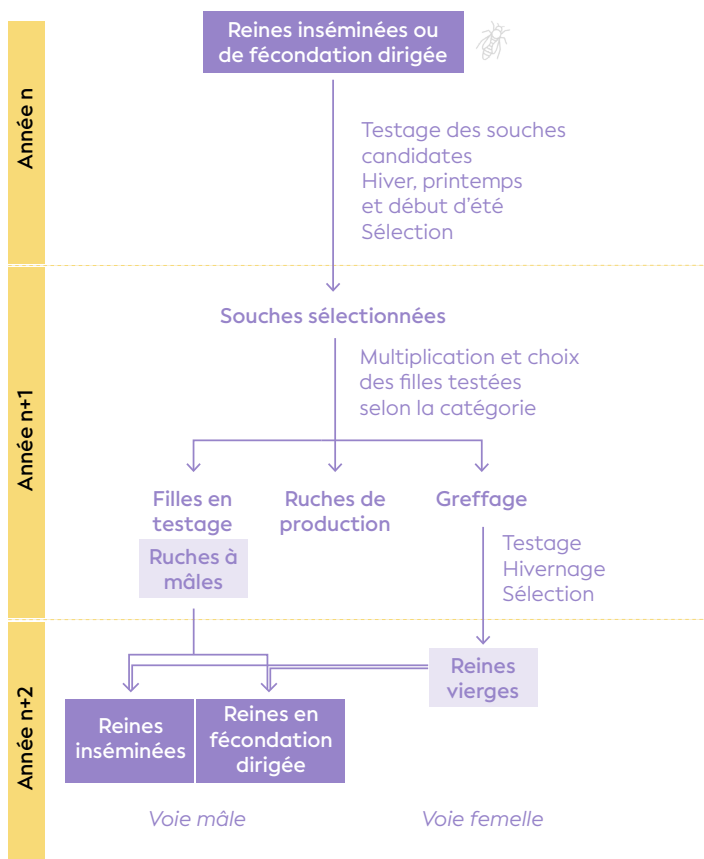 Année n
Reines inséminées ou
de fécondation dirigée
Testage des souches
candidates
Hiver, printemps
et début d'été
Sélection
Année n+1
Souches sélectionnées
Multiplication et choix
des filles testées
selon la catégorie
Filles en
testage
Ruches à
mâles
Ruches de
production
Greffage
Testage
Hivernage
Sélection
Année n+2
Reines
vierges
Reines
inséminées
Reines en
fécondation
dirigée
Voie mâle
Voie femelle